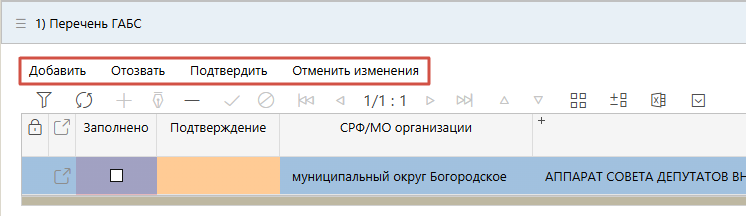 1) Перечень ГАБС
Добавить Отозвать Подтвердить Отменить изменения
1/1 : 1
Заполнено Подтверждение СРФ/МО организации +
муниципальный округ Богородское АППАРАТ СОВЕТА ДЕПУТАТОВ